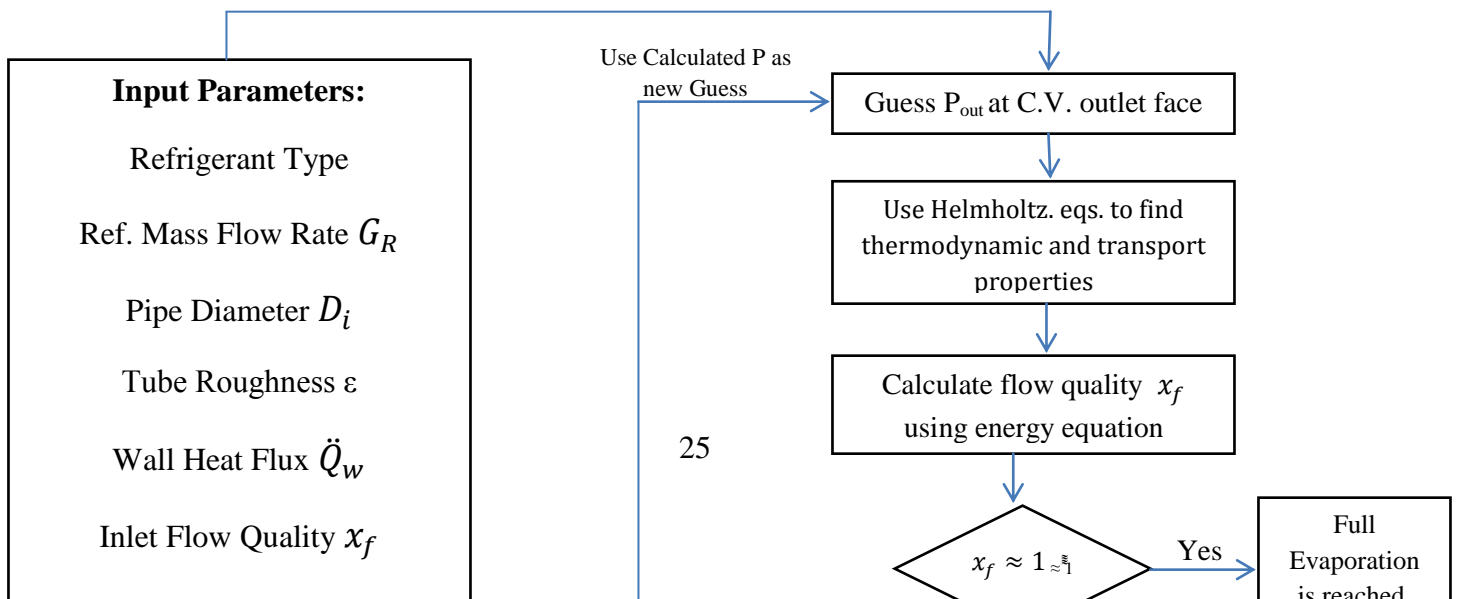 Input Parameters:
Refrigerant Type
Ref. Mass Flow Rate G_R
Pipe Diameter D_i
Tube Roughness ε
Wall Heat Flux Q̈_w
Inlet Flow Quality x_f
Use Calculated P as
new Guess
25
Guess P_out at C.V. outlet face
Use Helmholtz. eqs. to find
thermodynamic and transport
properties
Calculate flow quality x_f
using energy equation
x_f ≈ 1
Yes
Full
Evaporation
is reached